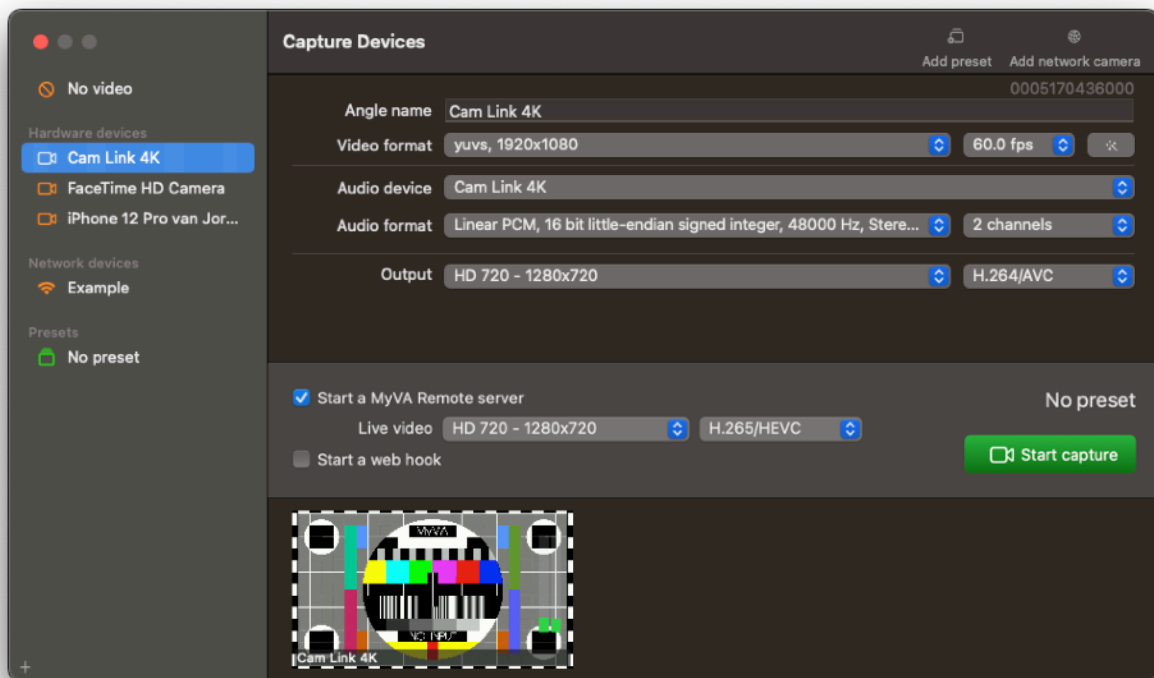 Capture Devices
Add preset
Add network camera
No video
Hardware devices
Cam Link 4K
FaceTime HD Camera
iPhone 12 Pro van Jor...
Network devices
Example
Presets
No preset
0005170436000
Angle name Cam Link 4K
Video format yuvs, 1920x1080 60.0 fps
Audio device Cam Link 4K
Audio format Linear PCM, 16 bit little-endian signed integer, 48000 Hz, Stere... 2 channels
Output HD 720 - 1280x720 H.264/AVC
Start a MyVA Remote server
Live video HD 720 - 1280x720 H.265/HEVC
Start a web hook
No preset
Start capture
MyVA
NO INPUT
Cam Link 4K